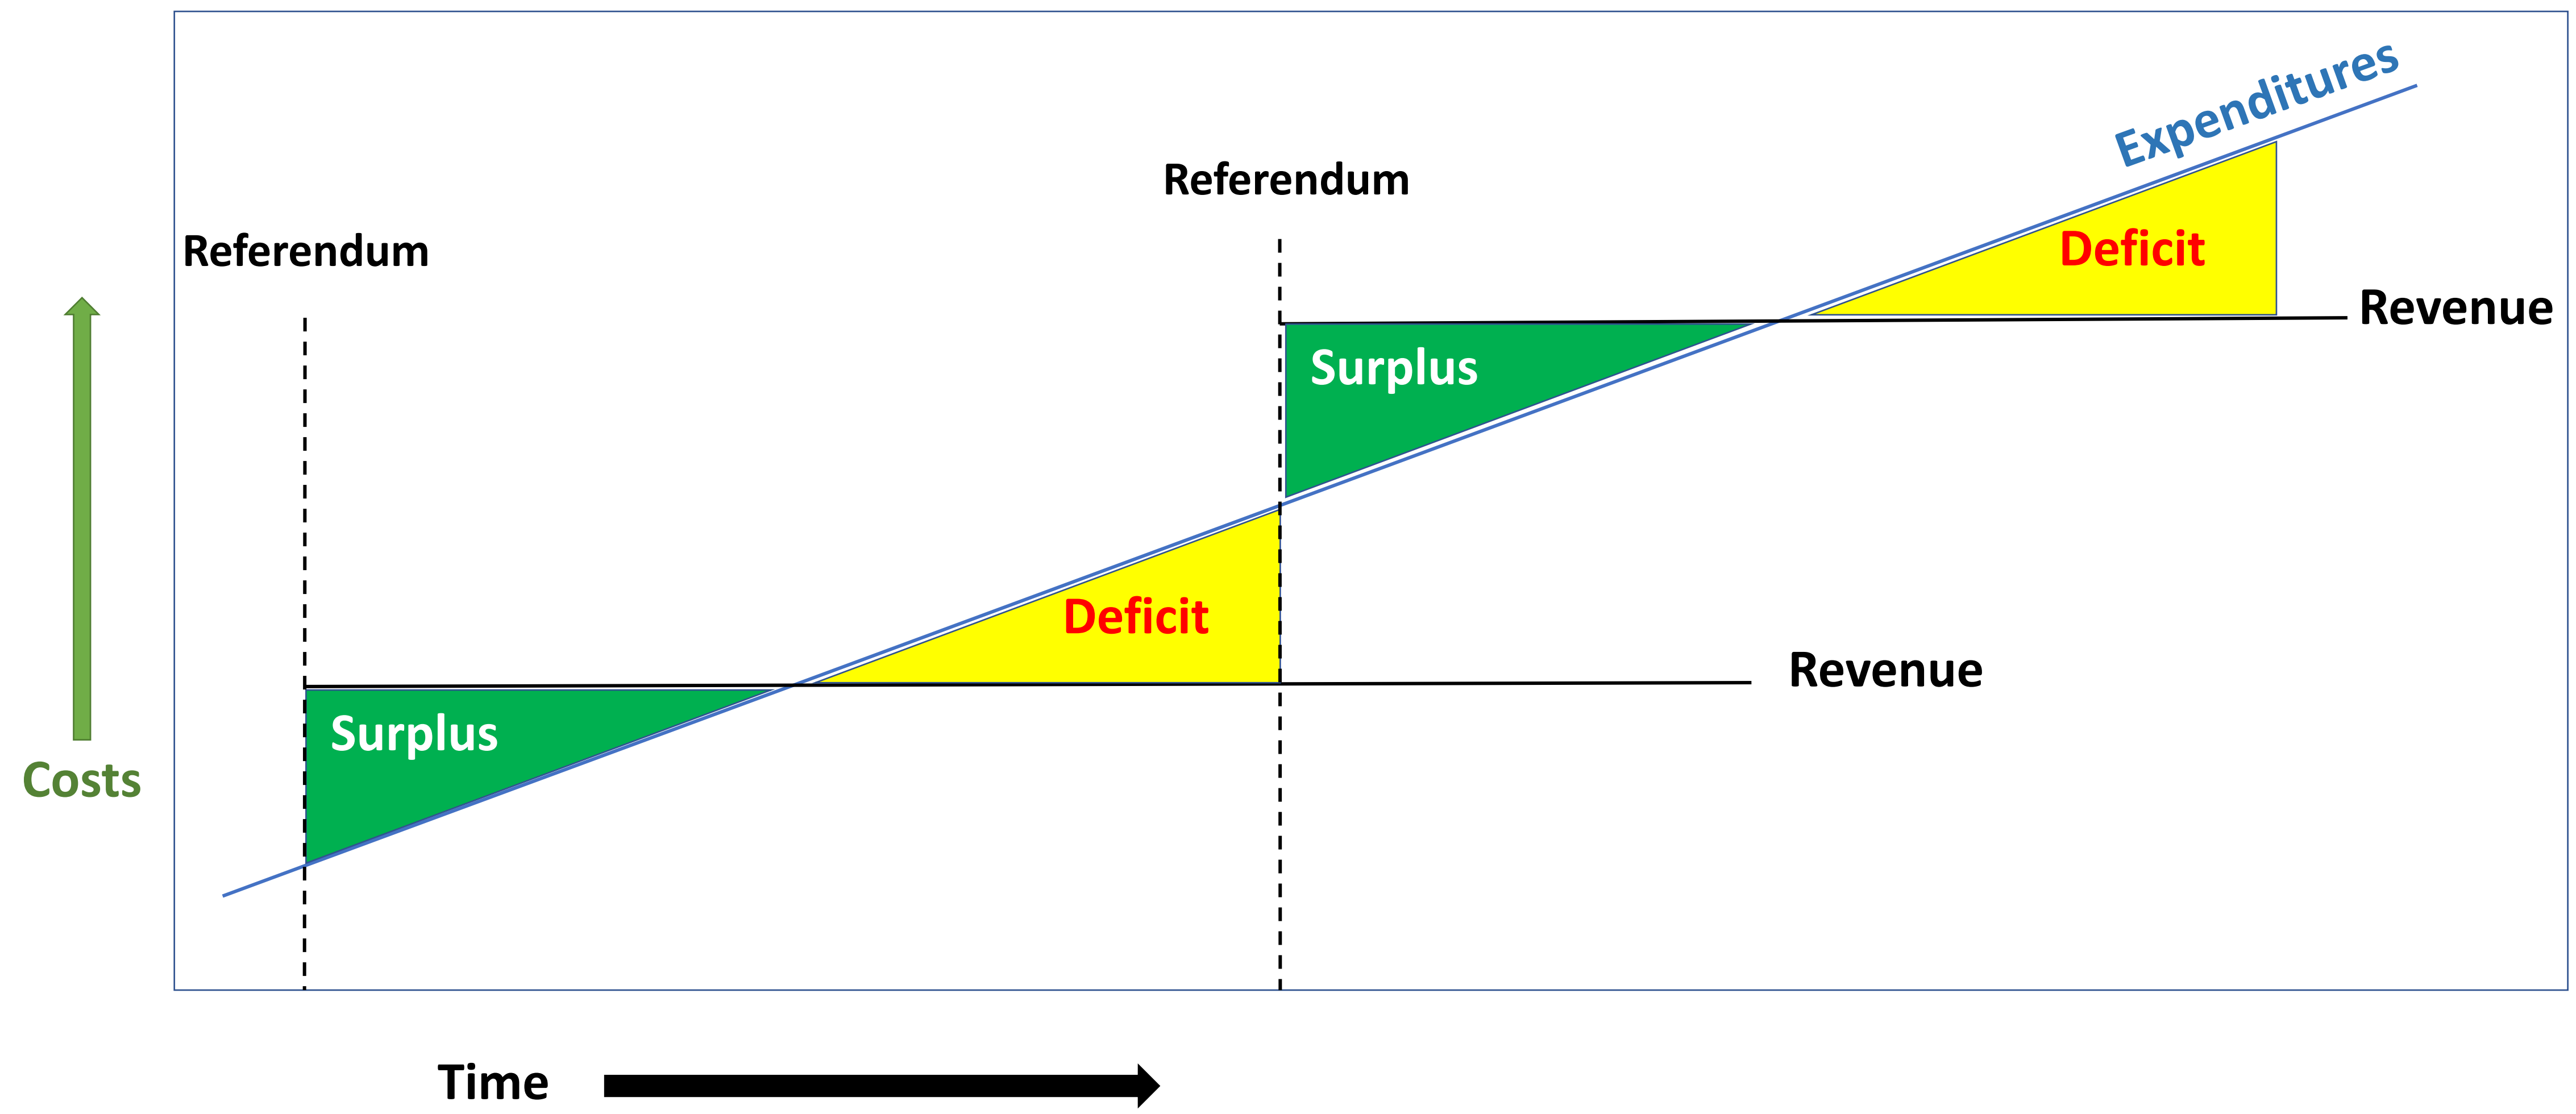 Expenditures
Referendum
Referendum
Deficit
Revenue
Surplus
Deficit
Revenue
Surplus
Costs
Time